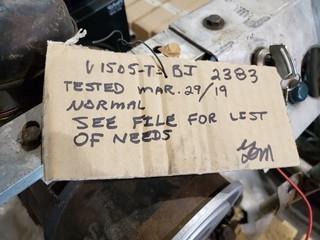 V1505-T-BJ 2383
TESTED MAR. 29/19
NORMAL
SEE FILE FOR LIST
OF NEEDS